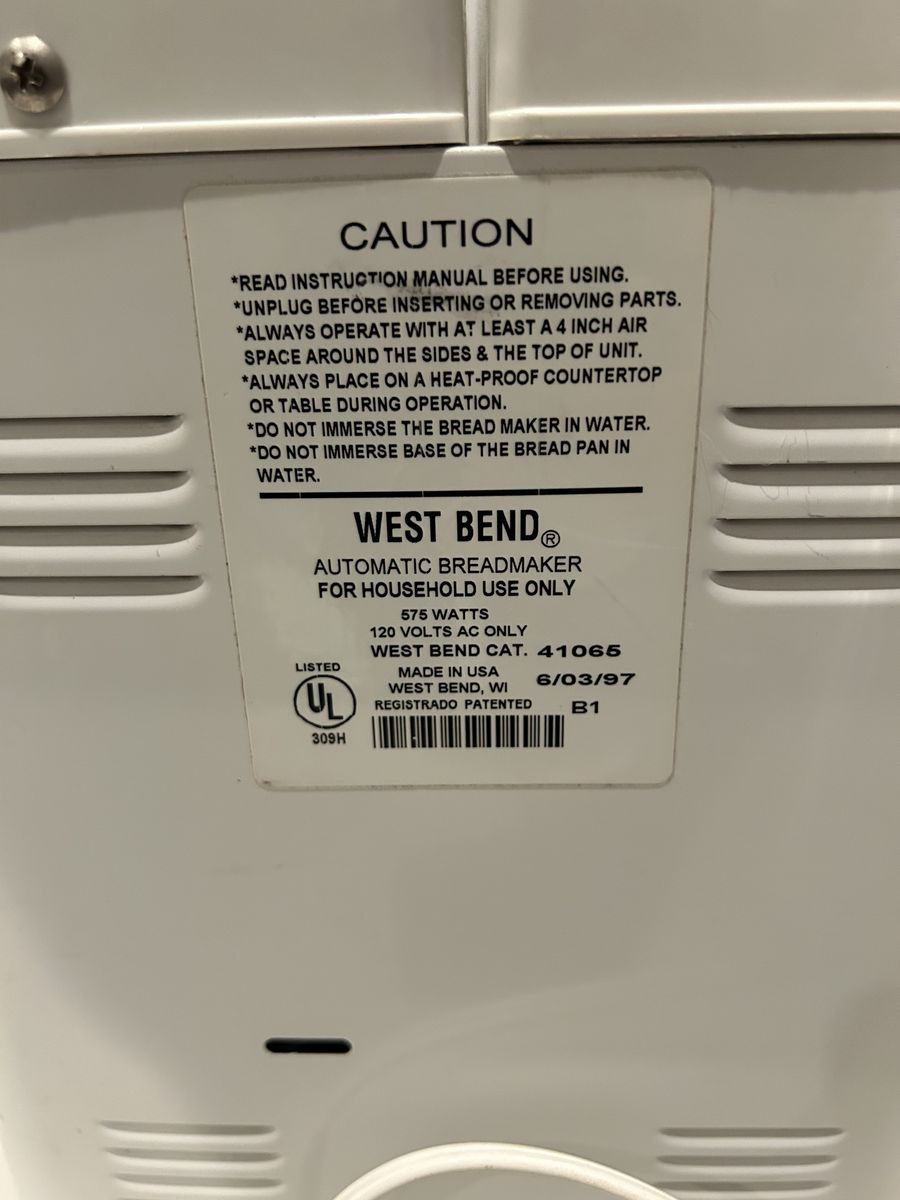 CAUTION
*READ INSTRUCTION MANUAL BEFORE USING.
*UNPLUG BEFORE INSERTING OR REMOVING PARTS.
*ALWAYS OPERATE WITH AT LEAST A 4 INCH AIR
SPACE AROUND THE SIDES & THE TOP OF UNIT.
*ALWAYS PLACE ON A HEAT-PROOF COUNTERTOP
OR TABLE DURING OPERATION.
*DO NOT IMMERSE THE BREAD MAKER IN WATER.
*DO NOT IMMERSE BASE OF THE BREAD PAN IN
WATER.
WEST BEND®
AUTOMATIC BREADMAKER
FOR HOUSEHOLD USE ONLY
575 WATTS
120 VOLTS AC ONLY
WEST BEND CAT. 41065
LISTED
UL
309H
MADE IN USA
WEST BEND, WI
6/03/97
REGISTRADO PATENTED
B1